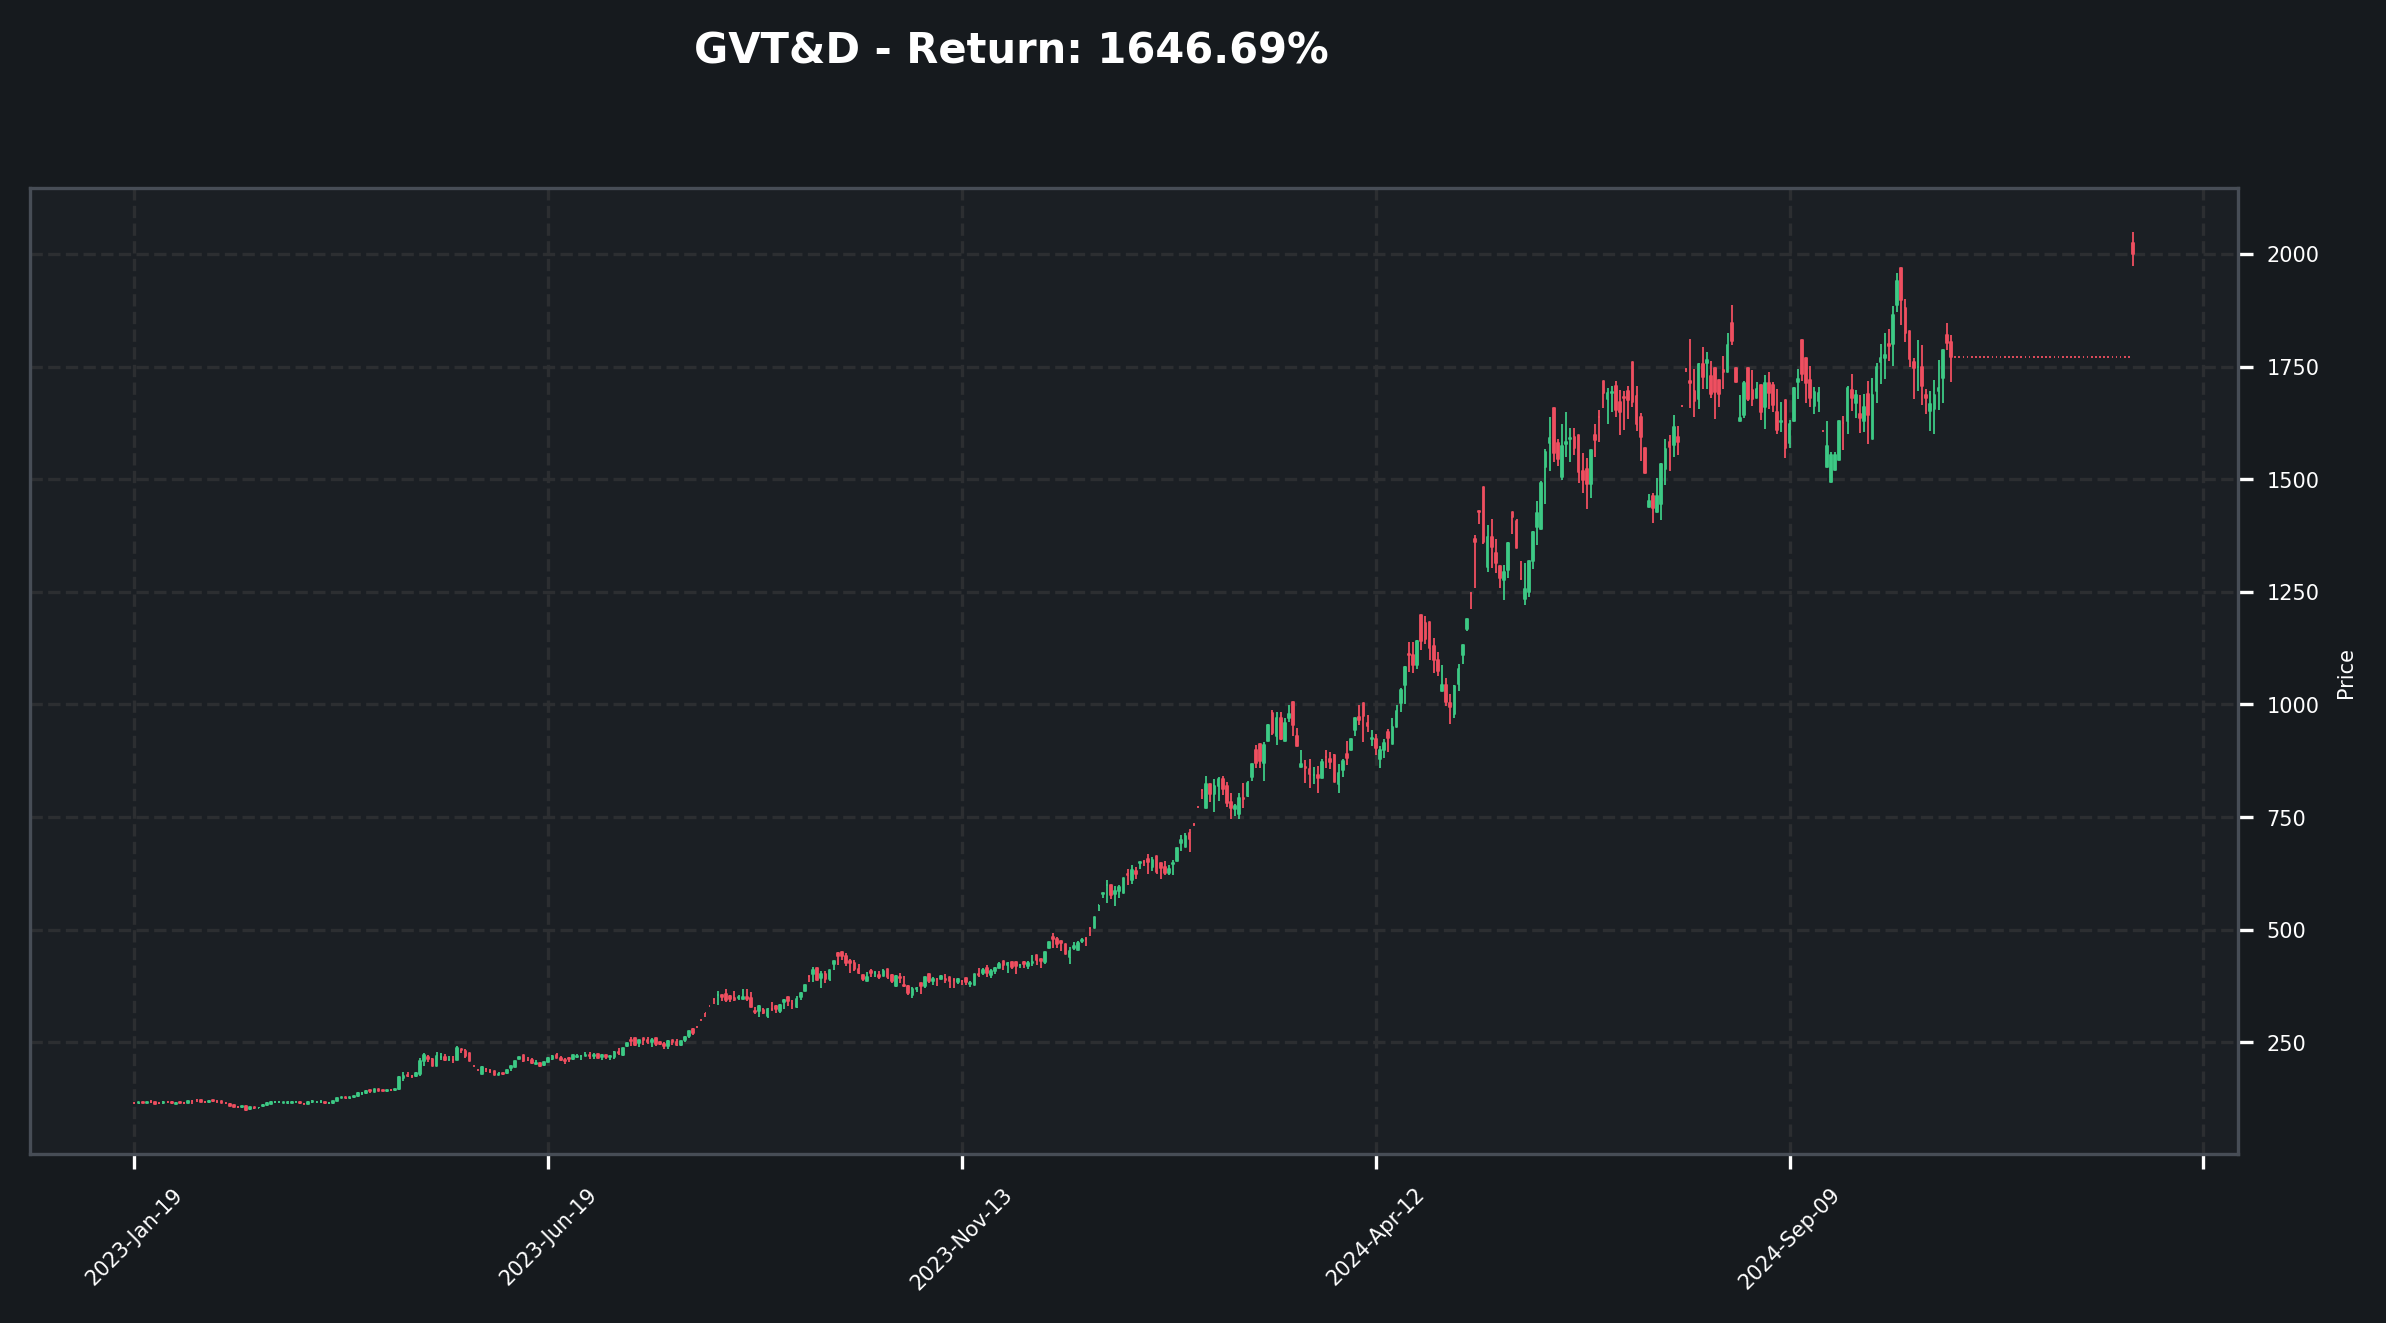 GVT&D - Return: 1646.69%
2000
1750
1500
1250
1000
750
500
250
Price
2023-Jan-19
2023-Jun-19
2023-Nov-13
2024-Apr-12
2024-Sep-09